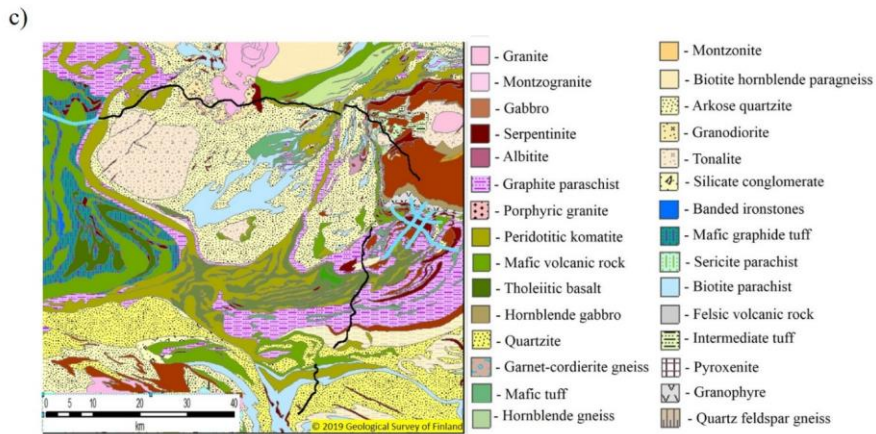 c)
- Granite
- Montzogranite
- Gabbro
- Serpentinite
- Albitite
- Graphite paraschist
- Porphyric granite
- Peridotitic komatite
- Mafic volcanic rock
- Tholeiitic basalt
- Hornblende gabbro
- Quartzite
- Garnet-cordierite gneiss
- Mafic tuff
- Hornblende gneiss
- Montzonite
- Biotite hornblende paragneiss
- Arkose quartzite
- Granodiorite
- Tonalite
- Silicate conglomerate
- Banded ironstones
- Mafic graphide tuff
- Sericite parachist
- Biotite parachist
- Felsic volcanic rock
- Intermediate tuff
- Pyroxenite
- Granophyre
- Quartz feldspar gneiss
0 5 10 20 30 40
km
© 2019 Geological Survey of Finland